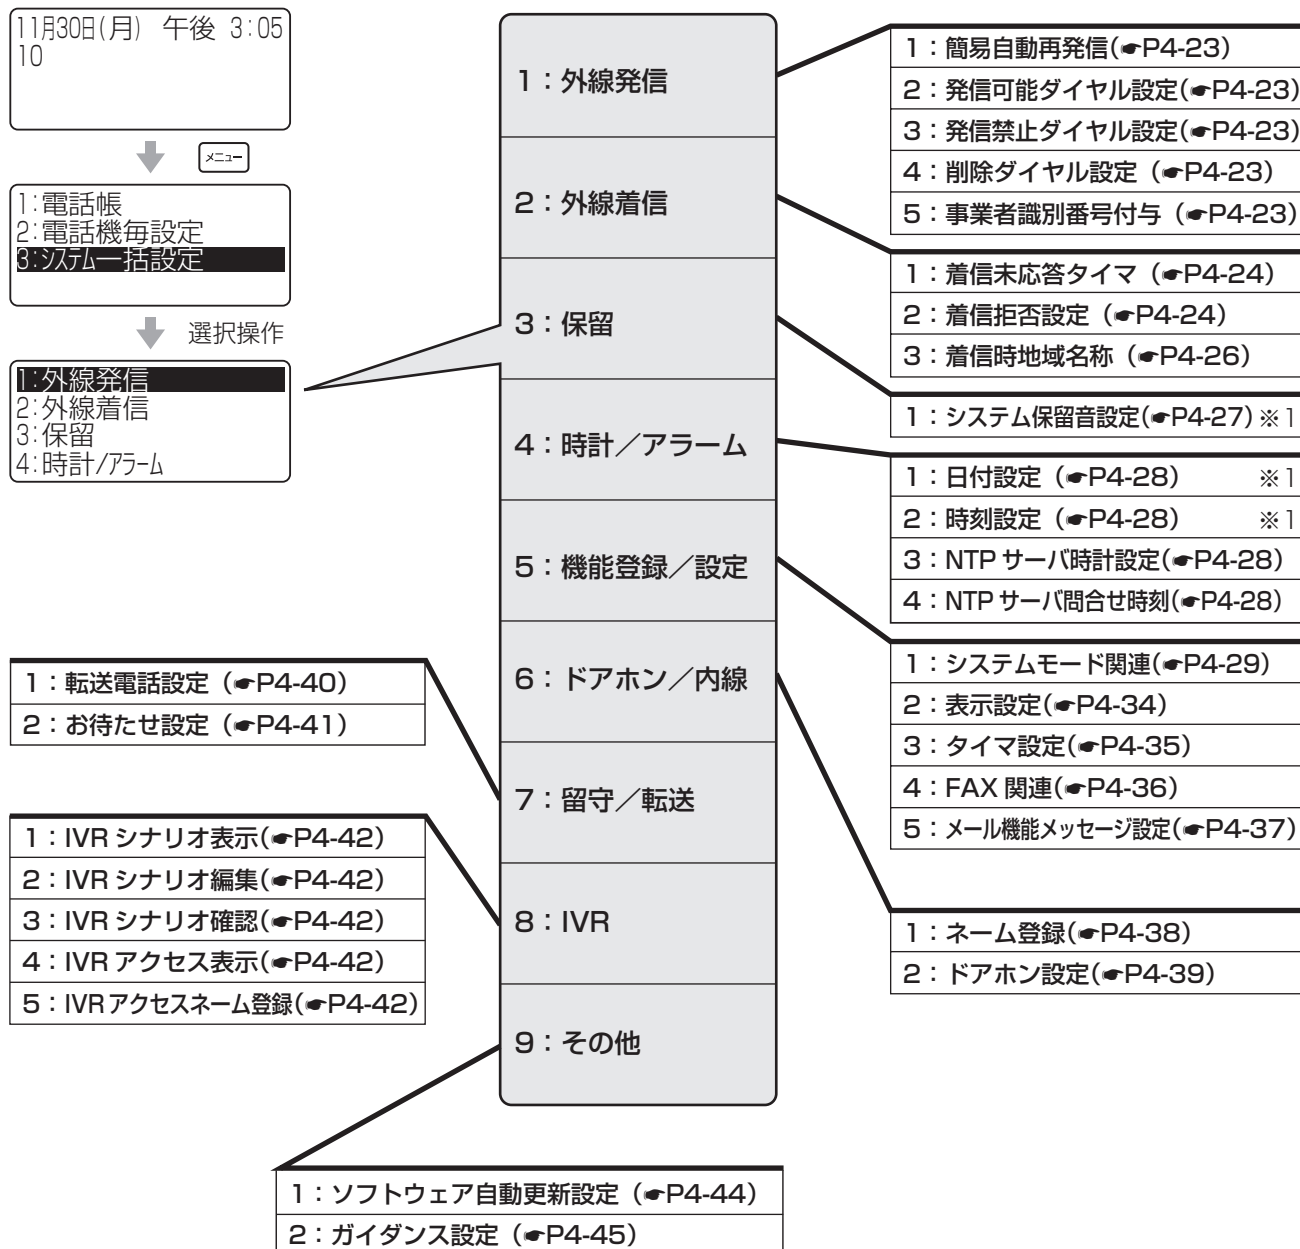 11月30日(月) 午後 3:05
10
メニュー
1:電話帳
2:電話機毎設定
3:システム一括設定
選択操作
1:外線発信
2:外線着信
3:保留
4:時計/アラーム
1:外線発信
2:外線着信
3:保留
4:時計/アラーム
5:機能登録/設定
6:ドアホン/内線
7:留守/転送
8:IVR
9:その他
1:簡易自動再発信(☛P4-23)
2:発信可能ダイヤル設定(☛P4-23)
3:発信禁止ダイヤル設定(☛P4-23)
4:削除ダイヤル設定(☛P4-23)
5:事業者識別番号付与(☛P4-23)
1:着信未応答タイマ(☛P4-24)
2:着信拒否設定(☛P4-24)
3:着信時地域名称(☛P4-26)
1:システム保留音設定(☛P4-27)※1
1:日付設定(☛P4-28) ※1
2:時刻設定(☛P4-28) ※1
3:NTP サーバ時計設定(☛P4-28)
4:NTP サーバ問合せ時刻(☛P4-28)
1:システムモード関連(☛P4-29)
2:表示設定(☛P4-34)
3:タイマ設定(☛P4-35)
4:FAX 関連(☛P4-36)
5:メール機能メッセージ設定(☛P4-37)
1:ネーム登録(☛P4-38)
2:ドアホン設定(☛P4-39)
1:転送電話設定(☛P4-40)
2:お待たせ設定(☛P4-41)
1:IVR シナリオ表示(☛P4-42)
2:IVR シナリオ編集(☛P4-42)
3:IVR シナリオ確認(☛P4-42)
4:IVR アクセス表示(☛P4-42)
5:IVR アクセスネーム登録(☛P4-42)
1:ソフトウェア自動更新設定(☛P4-44)
2:ガイダンス設定(☛P4-45)